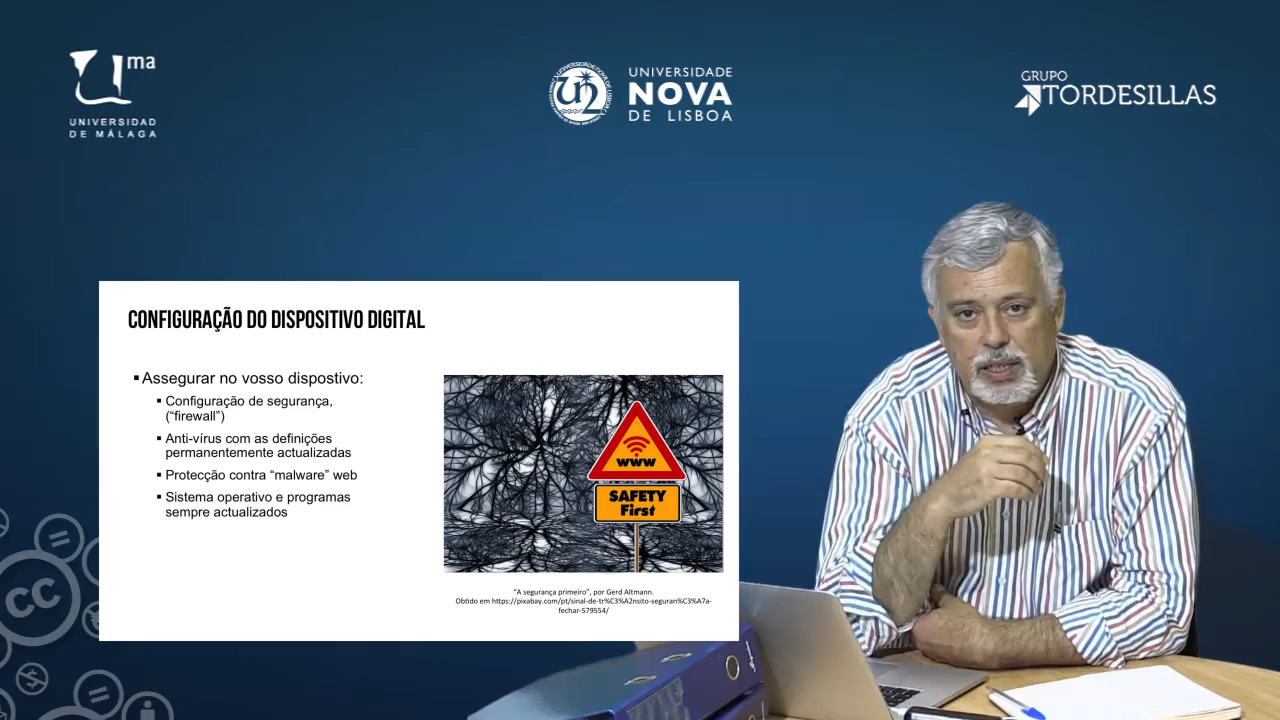 ma
UNIVERSIDAD
DE MÁLAGA
UNIVERSIDADE
NOVA
DE LISBOA
GRUPO
TORDESILLAS
CONFIGURAÇÃO DO DISPOSITIVO DIGITAL
▪Assegurar no vosso dispostivo:
▪ Configuração de segurança,
(“firewall”)
▪ Anti-vírus com as definições
permanentemente actualizadas
▪ Protecção contra “malware” web
▪ Sistema operativo e programas
sempre actualizados
www
SAFETY
First
“A segurança primeiro”, por Gerd Altmann.
Obtido em https://pixabay.com/pt/sinal-de-tr%C3%A2nsito-seguran%C3%A7a-
fechar-579554/
cc